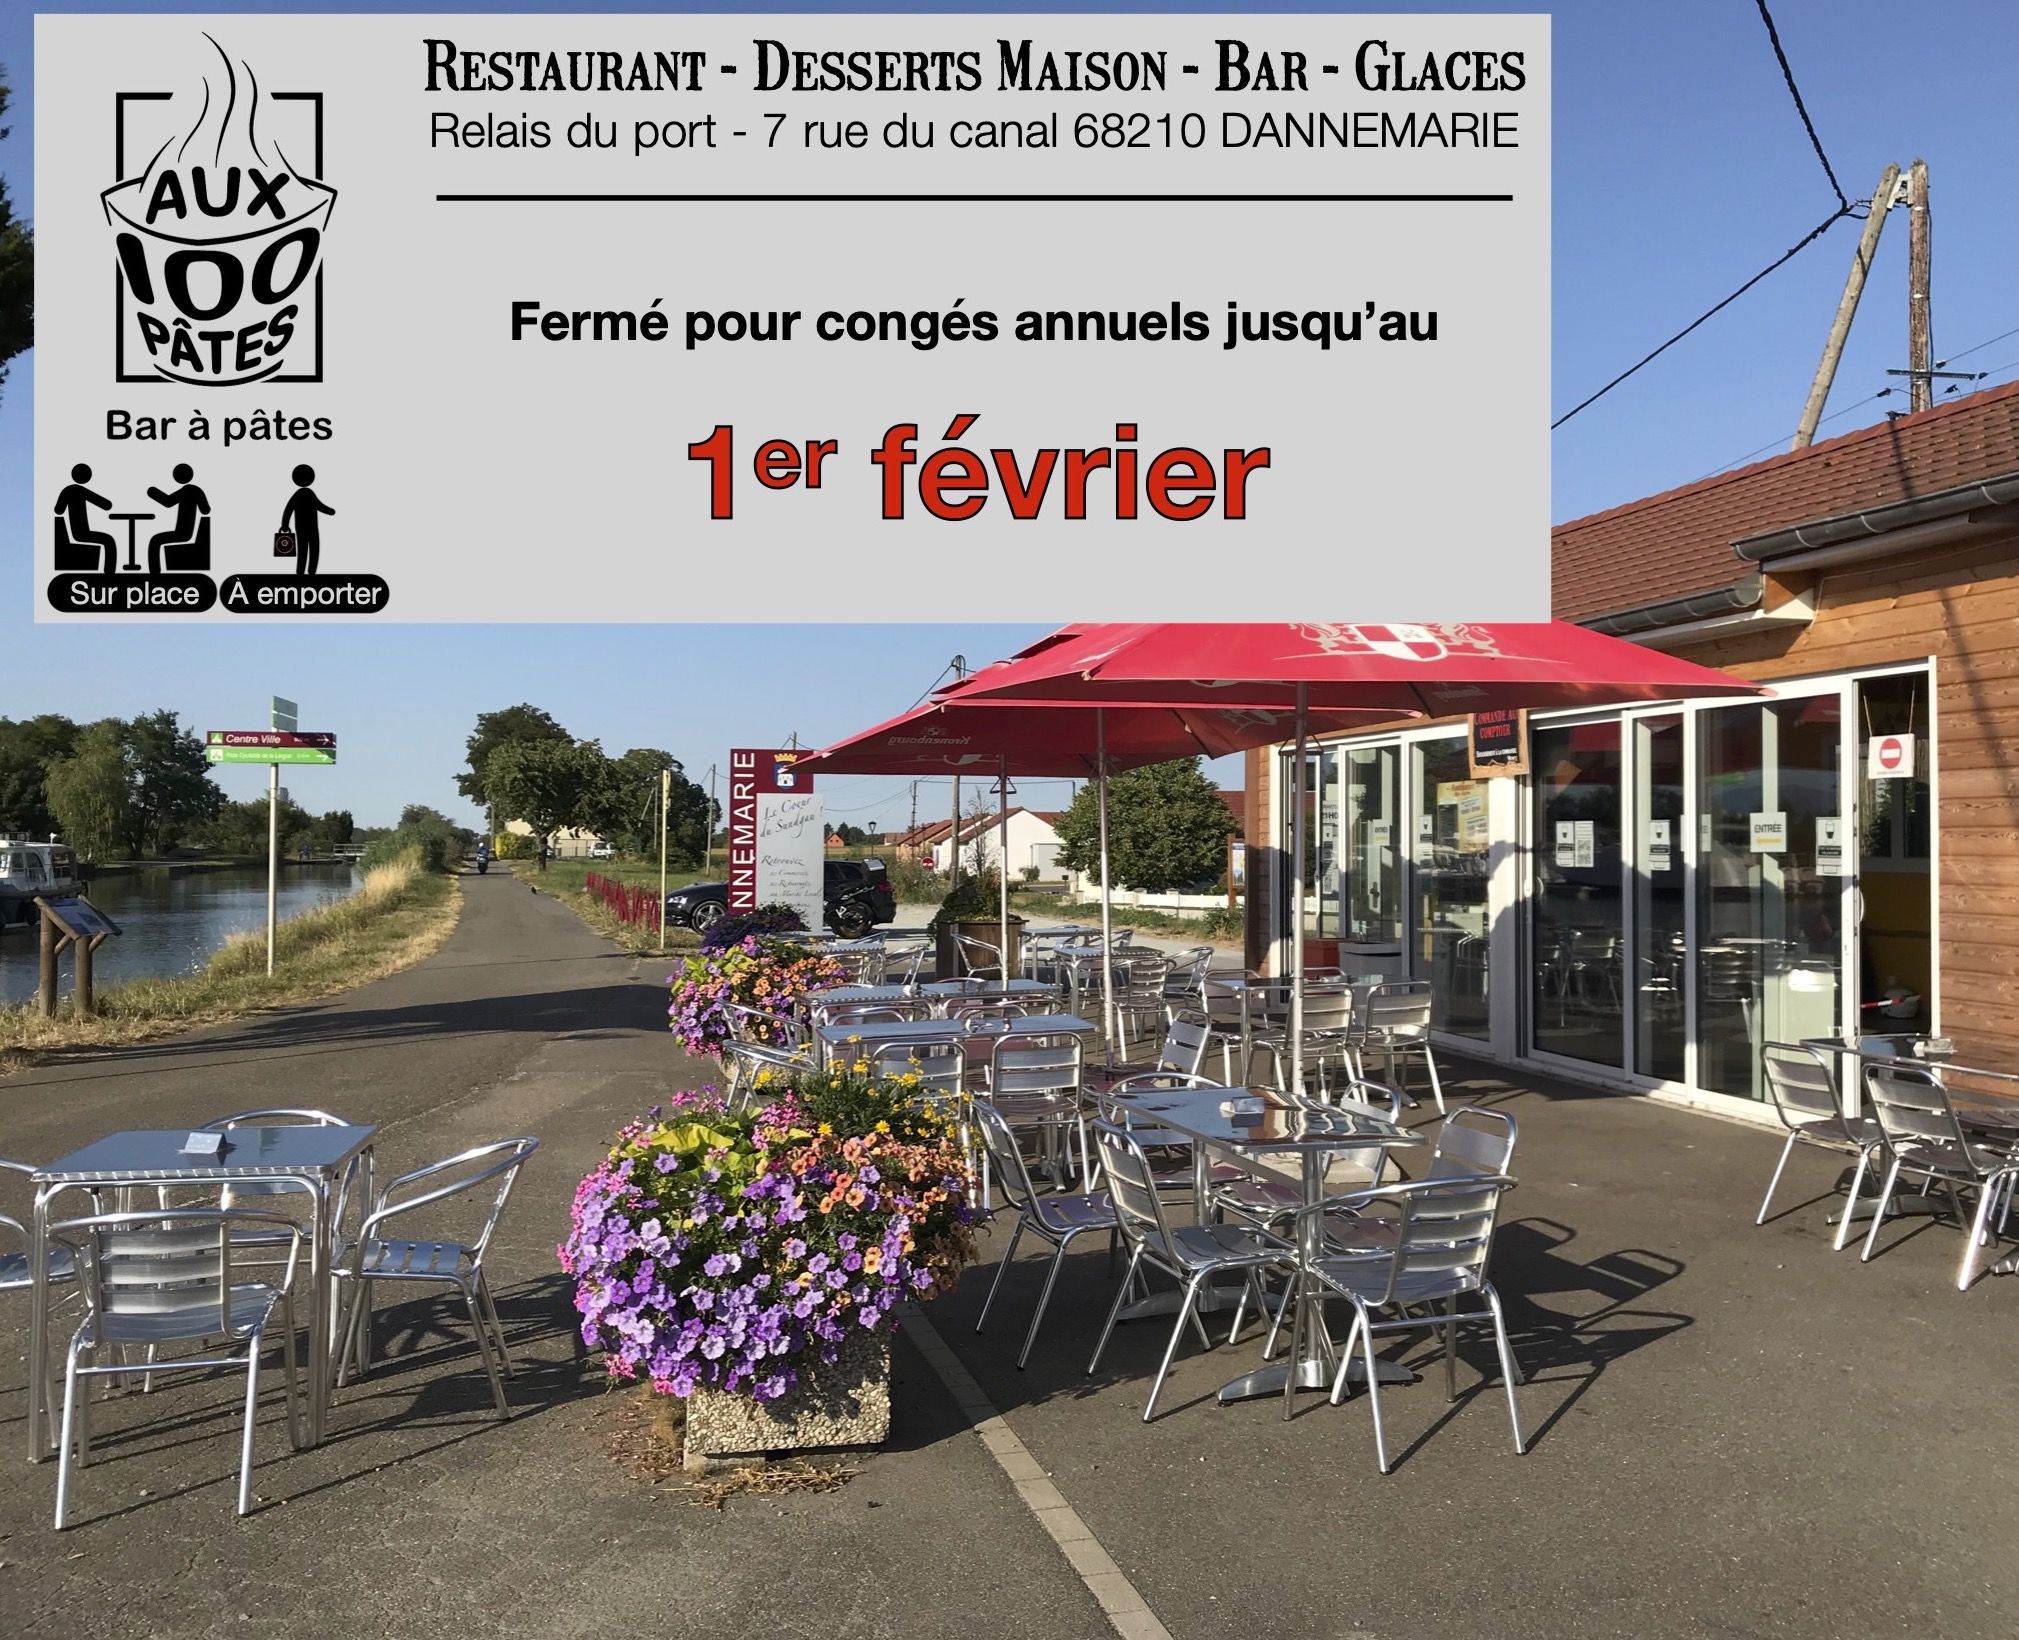 RESTAURANT - DESSERTS MAISON - BAR - GLACES
Relais du port - 7 rue du canal 68210 DANNEMARIE
AUX
100
PÂTES
Bar à pâtes
Sur place
À emporter
Fermé pour congés annuels jusqu’au
1er février
Centre Ville
Kronenbourg
NNEMARIE
Le Coeur
du Sundgau !
Retrouvez
COMMANDE AU
COMPTOIR
ENTRÉE
ENTRÉE